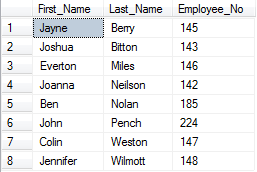 First_Name Last_Name Employee_No
1 Jayne Berry 145
2 Joshua Bitton 143
3 Everton Miles 146
4 Joanna Neilson 142
5 Ben Nolan 185
6 John Pench 224
7 Colin Weston 147
8 Jennifer Wilmott 148